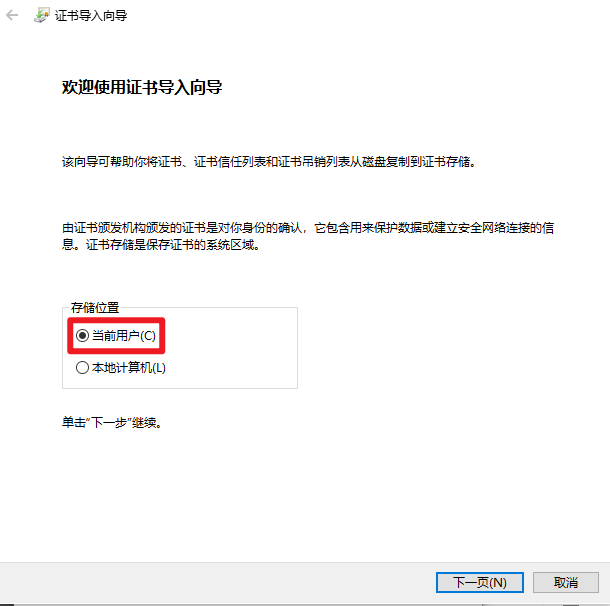 证书导入向导
欢迎使用证书导入向导
该向导可帮助你将证书、证书信任列表和证书吊销列表从磁盘复制到证书存储。
由证书颁发机构颁发的证书是对你身份的确认，它包含用来保护数据或建立安全网络连接的信
息。证书存储是保存证书的系统区域。
存储位置
当前用户(C)
本地计算机(L)
单击“下一步”继续。
下一页(N)
取消